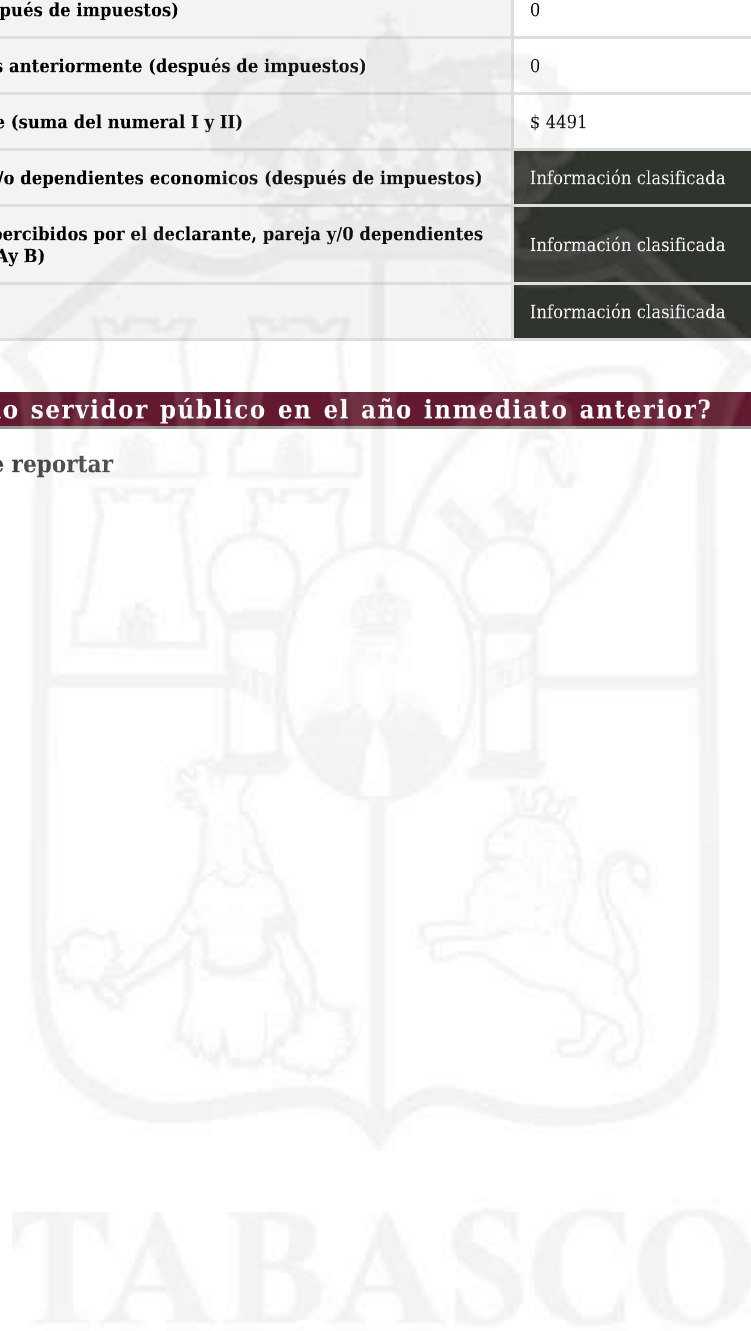 pués de impuestos)
0
s anteriormente (después de impuestos)
0
e (suma del numeral I y II)
$ 4491
/o dependientes economicos (después de impuestos)
Información clasificada
percibidos por el declarante, pareja y/0 dependientes
Ay B)
Información clasificada
Información clasificada
o servidor público en el año inmediato anterior?
e reportar
TABASCO